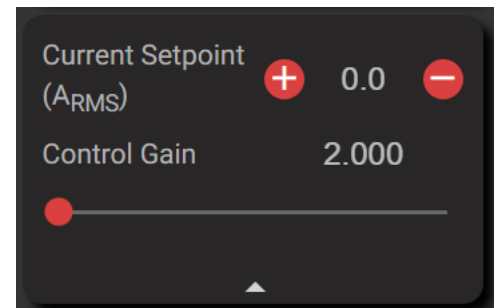 Current Setpoint
(ARMS) + 0.0 −
Control Gain 2.000